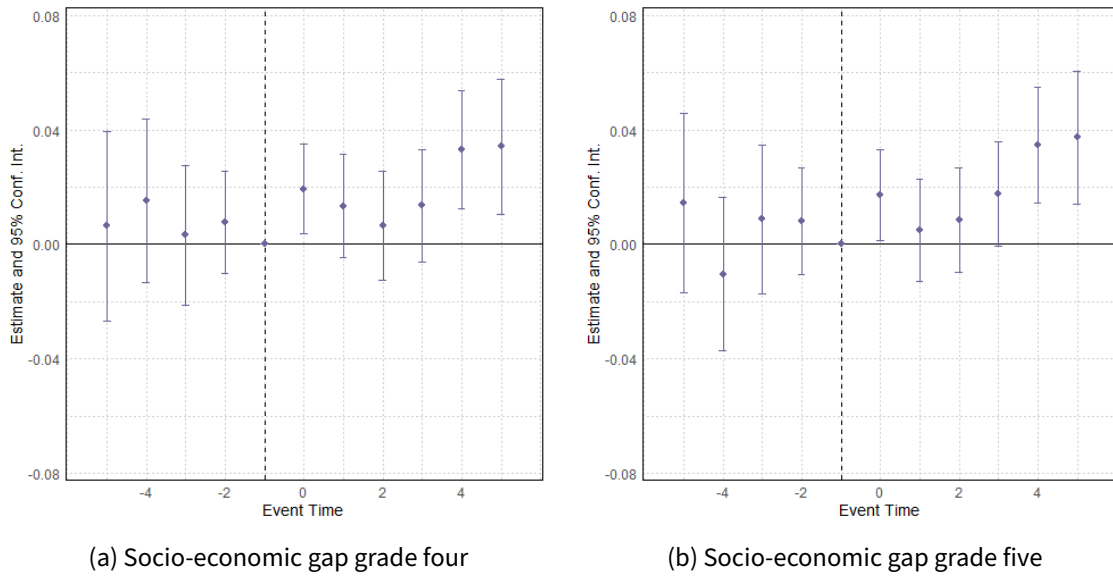 0.08
0.04
0.00
-0.04
-0.08
Estimate and 95% Conf. Int.
-4 -2 0 2 4
Event Time
(a) Socio-economic gap grade four
0.08
0.04
0.00
-0.04
-0.08
Estimate and 95% Conf. Int.
-4 -2 0 2 4
Event Time
(b) Socio-economic gap grade five